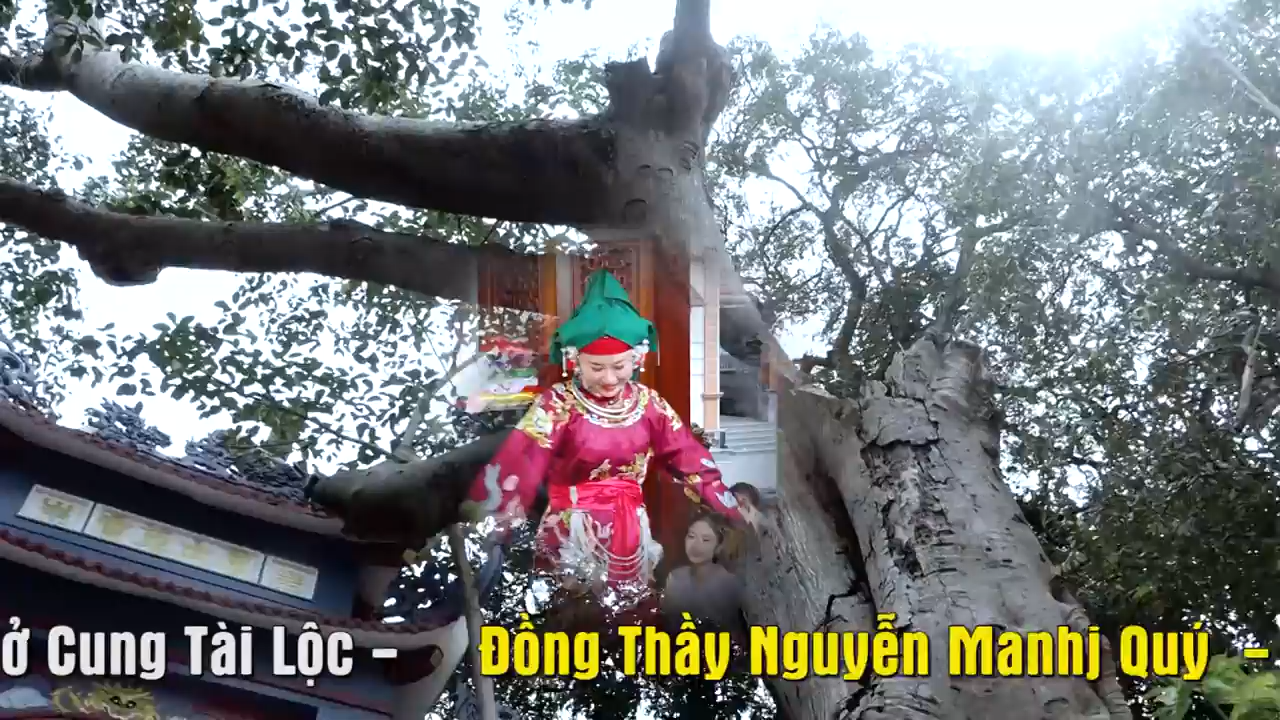 ở Cung Tài Lộc - Đồng Thầy Nguyễn Manhj Quý -